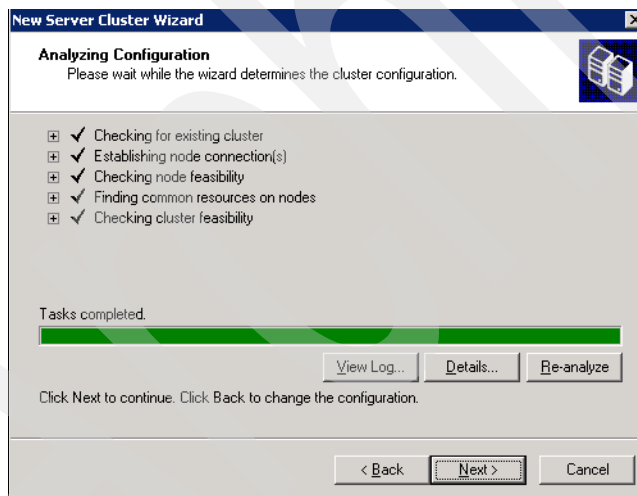 New Server Cluster Wizard
Analyzing Configuration
Please wait while the wizard determines the cluster configuration.
Checking for existing cluster
Establishing node connection(s)
Checking node feasibility
Finding common resources on nodes
Checking cluster feasibility
Tasks completed.
View Log... Details... Re-analyze
Click Next to continue. Click Back to change the configuration.
< Back Next > Cancel